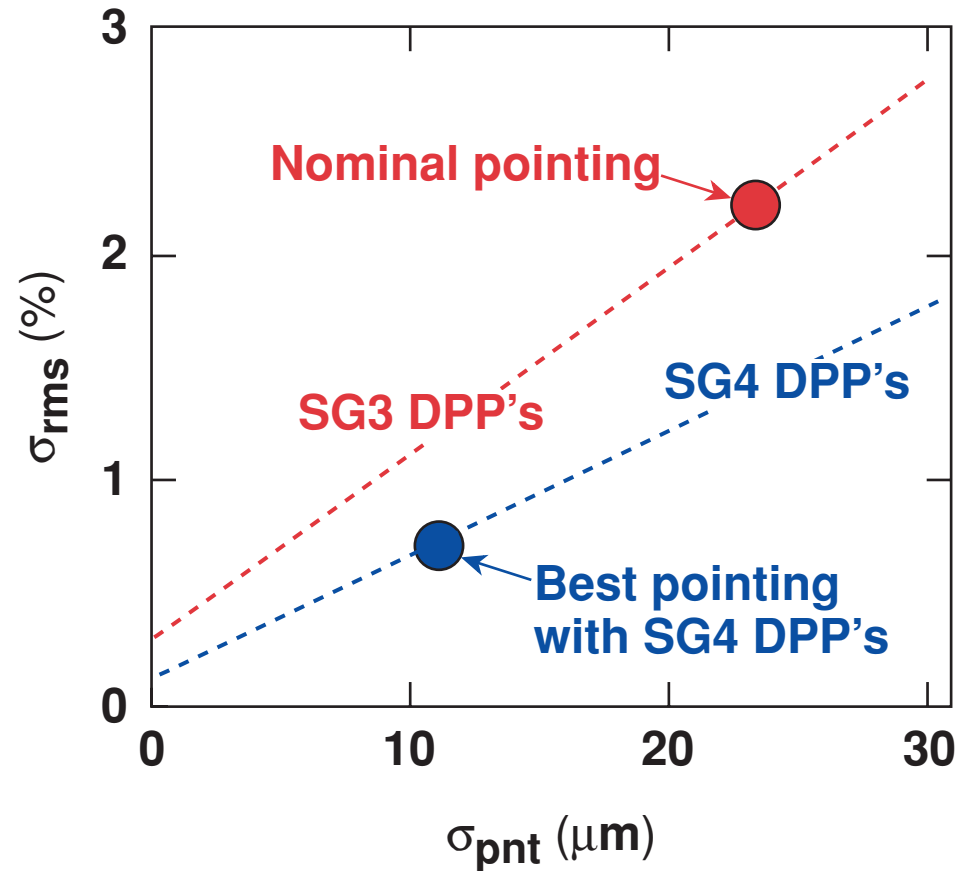 3
Nominal pointing
2
σrms (%)
SG4 DPP’s
SG3 DPP’s
1
Best pointing
with SG4 DPP’s
0
0 10 20 30
σpnt (μm)